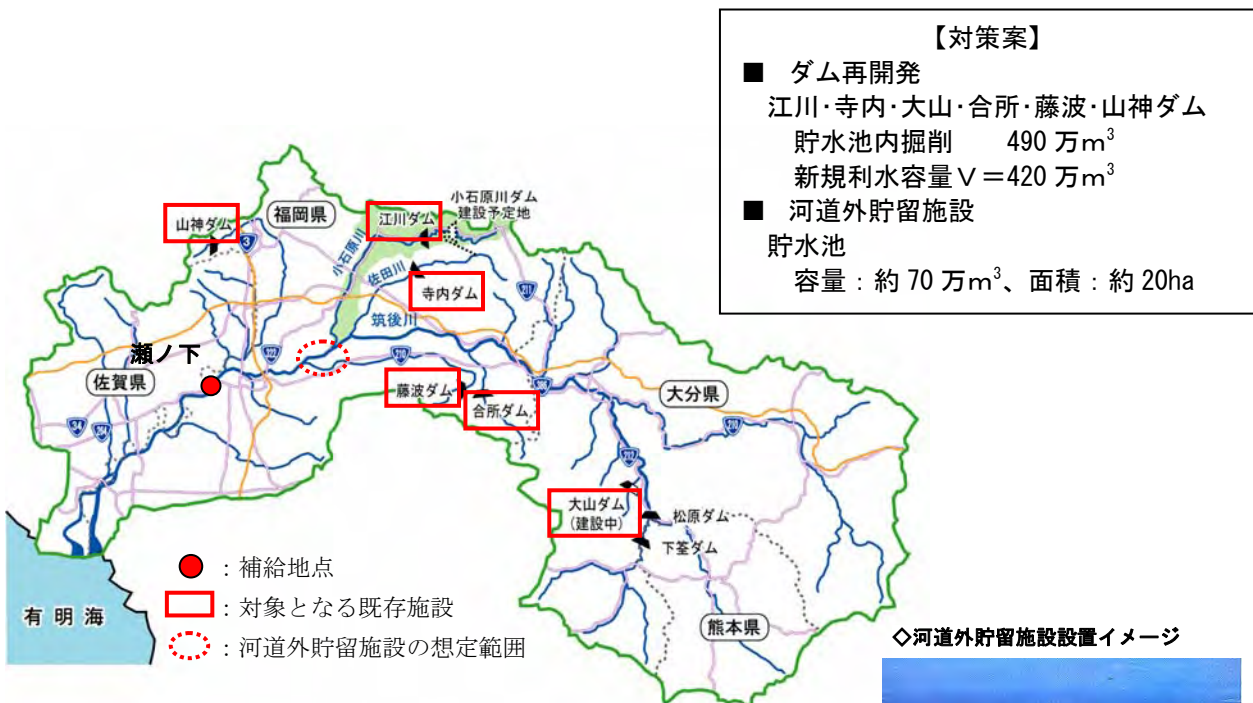 【対策案】
■ ダム再開発
江川・寺内・大山・合所・藤波・山神ダム
貯水池内掘削 490 万m³
新規利水容量V=420 万m³
■ 河道外貯留施設
貯水池
容量:約 70 万m³、面積:約 20ha
山神ダム
福岡県
江川ダム
小石原川ダム
建設予定地
3
小石原川
佐田川
寺内ダム
211
筑後川
瀬ノ下
佐賀県
322
210
藤波ダム
合所ダム
386
大分県
210
34
264
212
大山ダム
(建設中)
松原ダム
下筌ダム
熊本県
有明海
:補給地点
:対象となる既存施設
:河道外貯留施設の想定範囲
◇河道外貯留施設設置イメージ